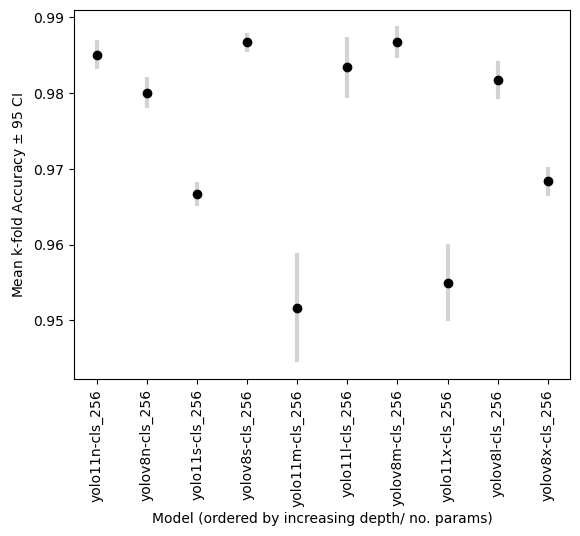 0.99
0.98
0.97
0.96
0.95
Mean k-fold Accuracy ± 95 CI
yolo11n-cls_256
yolov8n-cls_256
yolo11s-cls_256
yolov8s-cls_256
yolo11m-cls_256
yolo11l-cls_256
yolov8m-cls_256
yolo11x-cls_256
yolov8l-cls_256
yolov8x-cls_256
Model (ordered by increasing depth/ no. params)